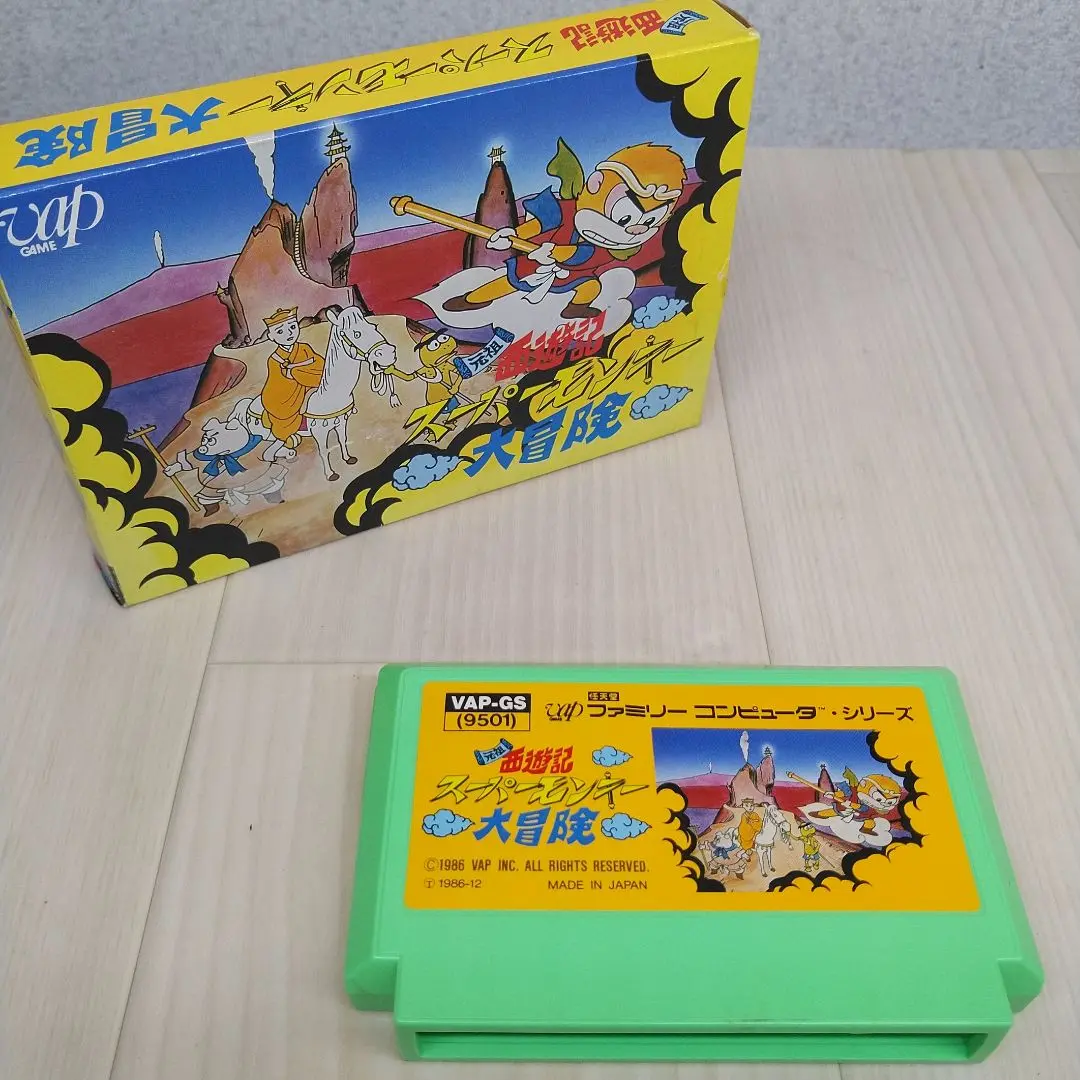 元祖
西遊記
スーパーモンキー
大冒険
vap
GAME
元祖
西遊記
スーパーモンキー
大冒険
VAP-GS
(9501)
任天堂
vap GAME ファミリー コンピュータ™・シリーズ
元祖
西遊記
スーパーモンキー
大冒険
©1986 VAP INC. ALL RIGHTS RESERVED.
Ⓣ 1986-12 MADE IN JAPAN